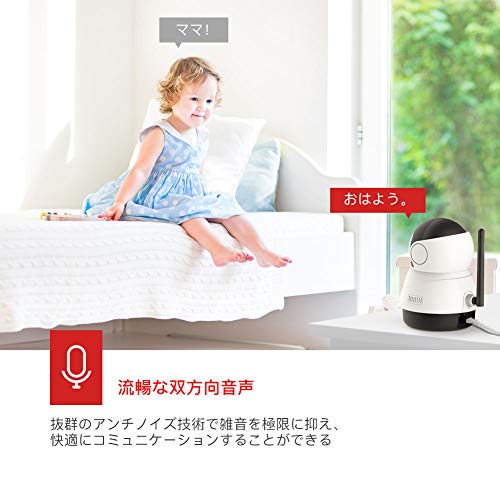 ママ！
おはよう。
流暢な双方向音声
抜群のアンチノイズ技術で雑音を極限に抑え、
快適にコミュニケーションすることができる